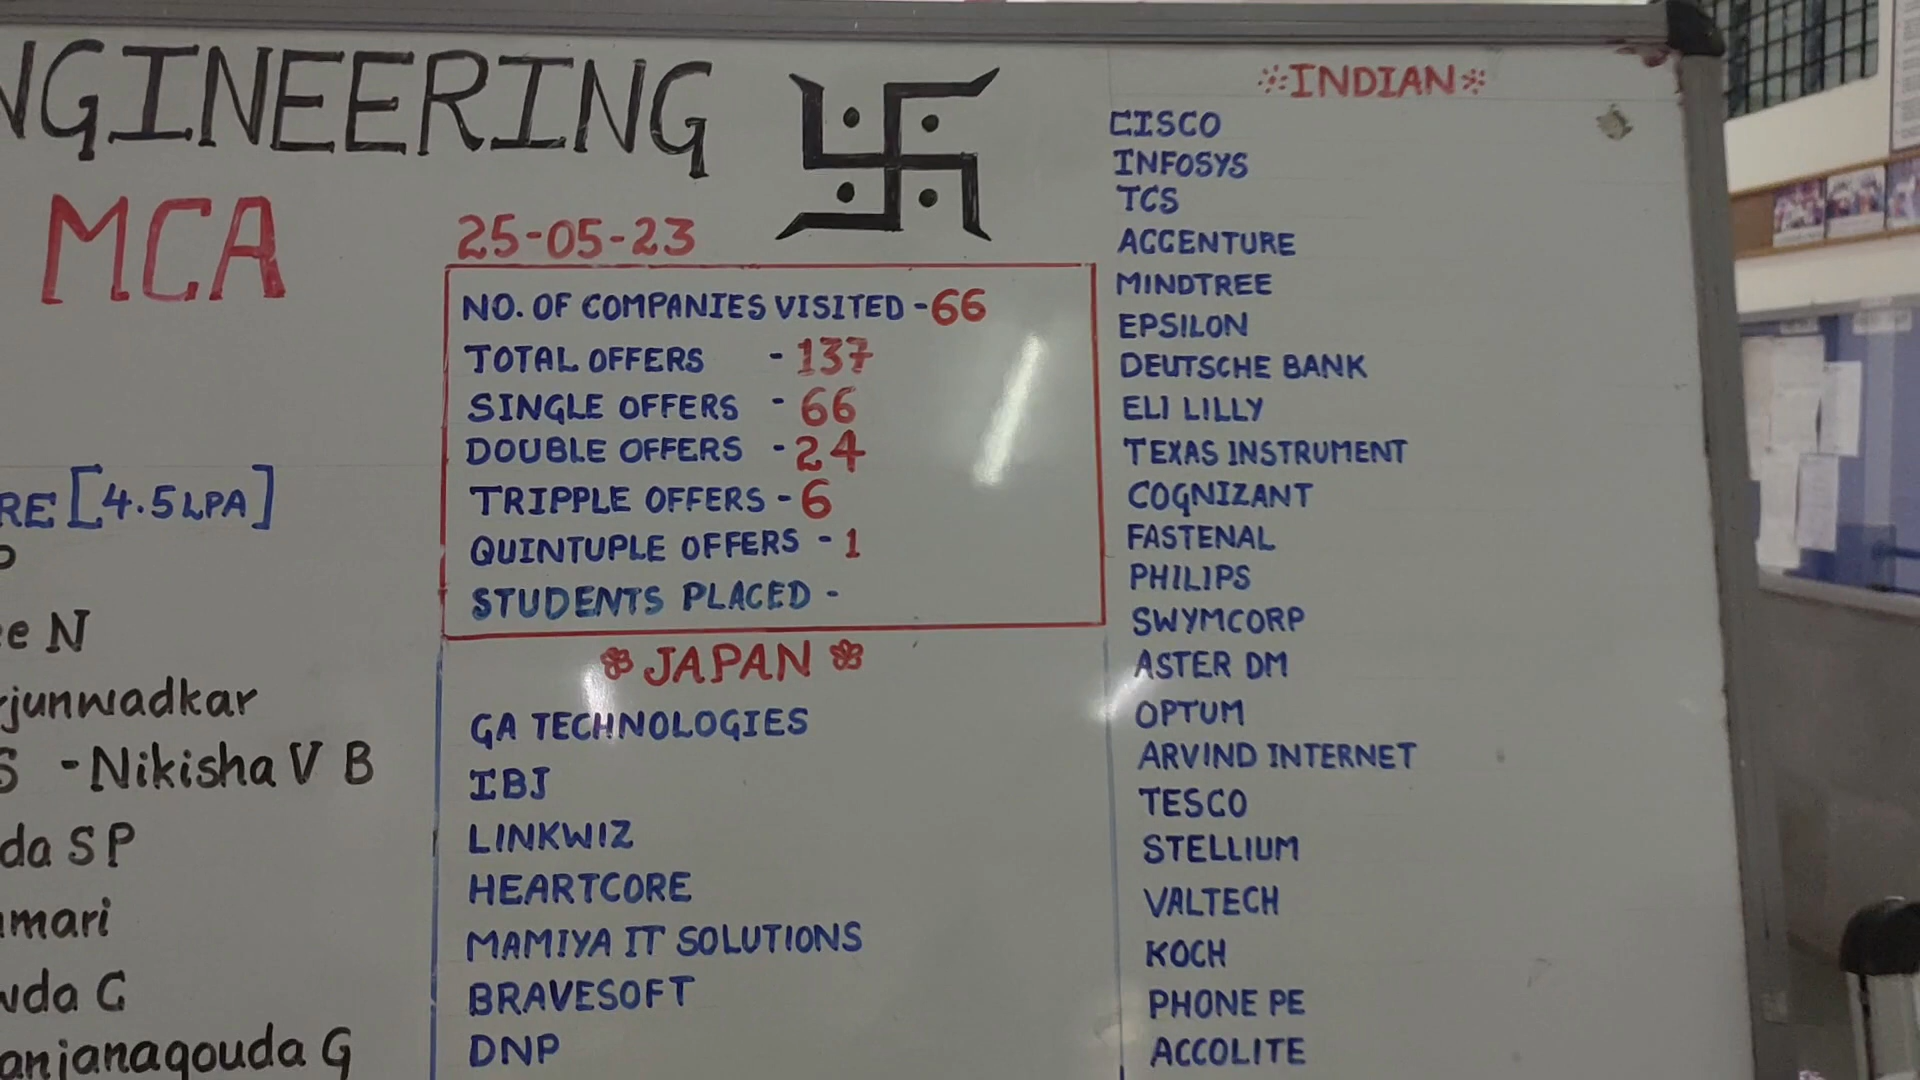 NGINEERING
MCA
25-05-23
NO. OF COMPANIES VISITED - 66
TOTAL OFFERS - 137
SINGLE OFFERS - 66
DOUBLE OFFERS - 24
TRIPPLE OFFERS - 6
QUINTUPLE OFFERS - 1
STUDENTS PLACED -
RE [4.5LPA]
ee N
rjunwadkar
S - Nikisha V B
da S P
mari
wda G
anjanagouda G
JAPAN
GA TECHNOLOGIES
IBJ
LINKWIZ
HEARTCORE
MAMIYA IT SOLUTIONS
BRAVESOFT
DNP
INDIAN
CISCO
INFOSYS
TCS
ACCENTURE
MINDTREE
EPSILON
DEUTSCHE BANK
ELI LILLY
TEXAS INSTRUMENT
COGNIZANT
FASTENAL
PHILIPS
SWYMCORP
ASTER DM
OPTUM
ARVIND INTERNET
TESCO
STELLIUM
VALTECH
KOCH
PHONE PE
ACCOLITE